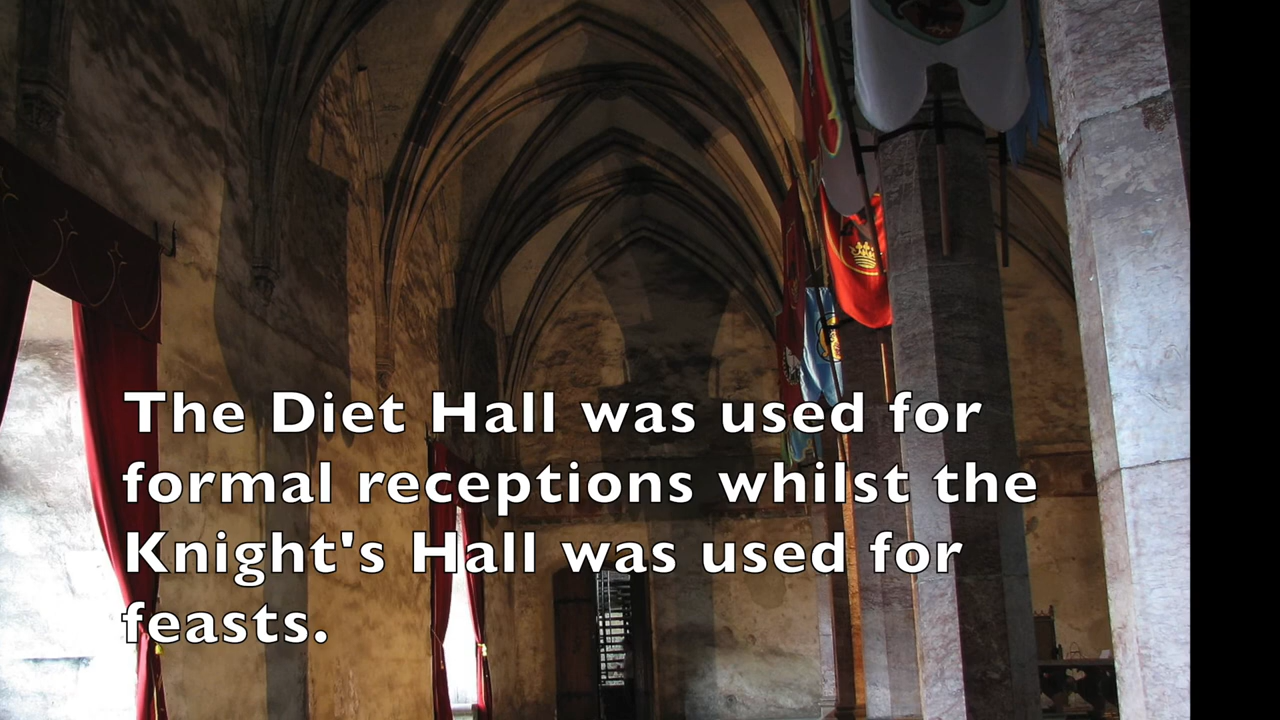 The Diet Hall was used for
formal receptions whilst the
Knight's Hall was used for
feasts.